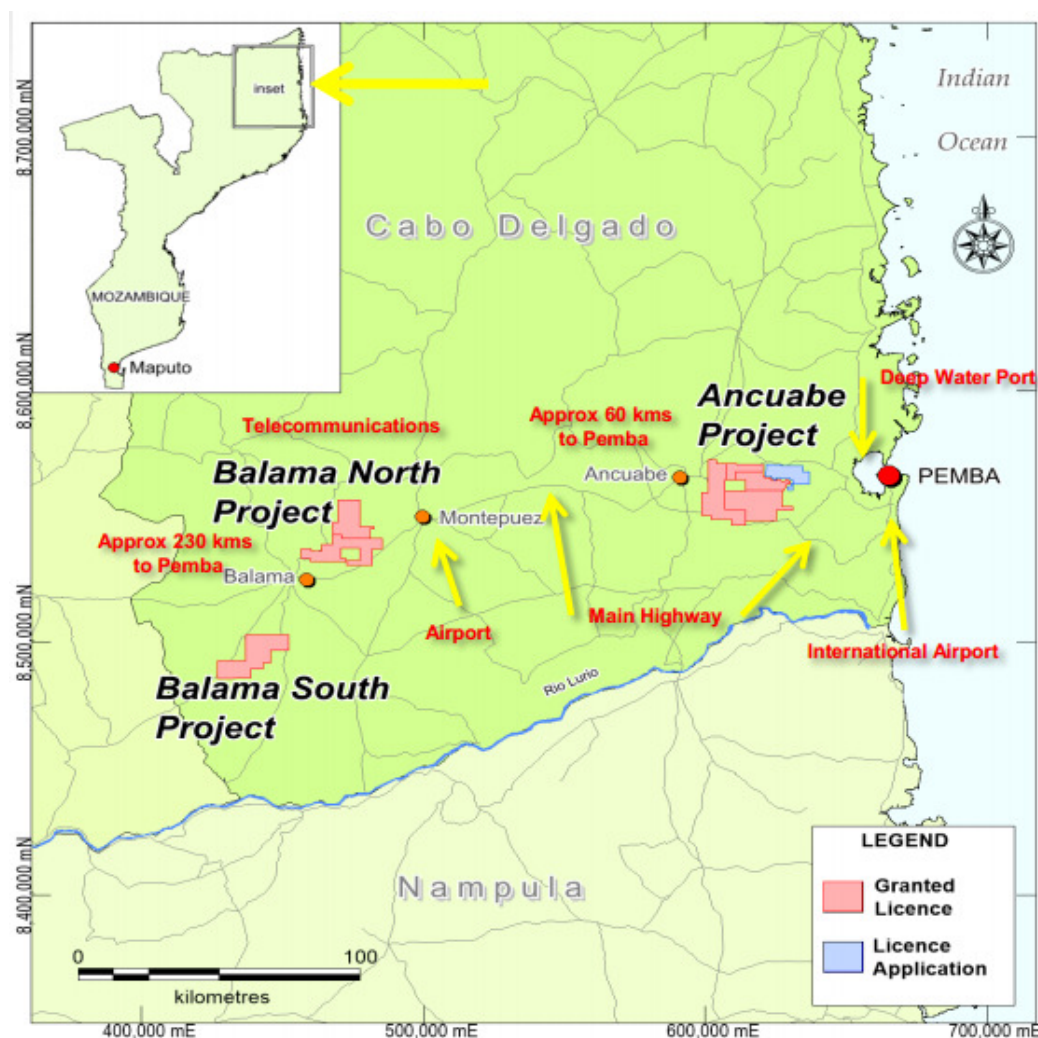 inset
MOZAMBIQUE
Maputo
Indian
Ocean
Cabo Delgado
Deep Water Port
Ancuabe
Project
Approx 60 kms
to Pemba
Telecommunications
Balama North
Project
Ancuabe
PEMBA
Montepuez
Approx 230 kms
to Pemba
Balama
Airport
Main Highway
International Airport
Balama South
Project
Rio Lurio
Nampula
LEGEND
Granted
Licence
Licence
Application
0 100
kilometres
8,700,000 mN
8,600,000 mN
8,500,000 mN
8,400,000 mN
400,000 mE
500,000 mE
600,000 mE
700,000 mE